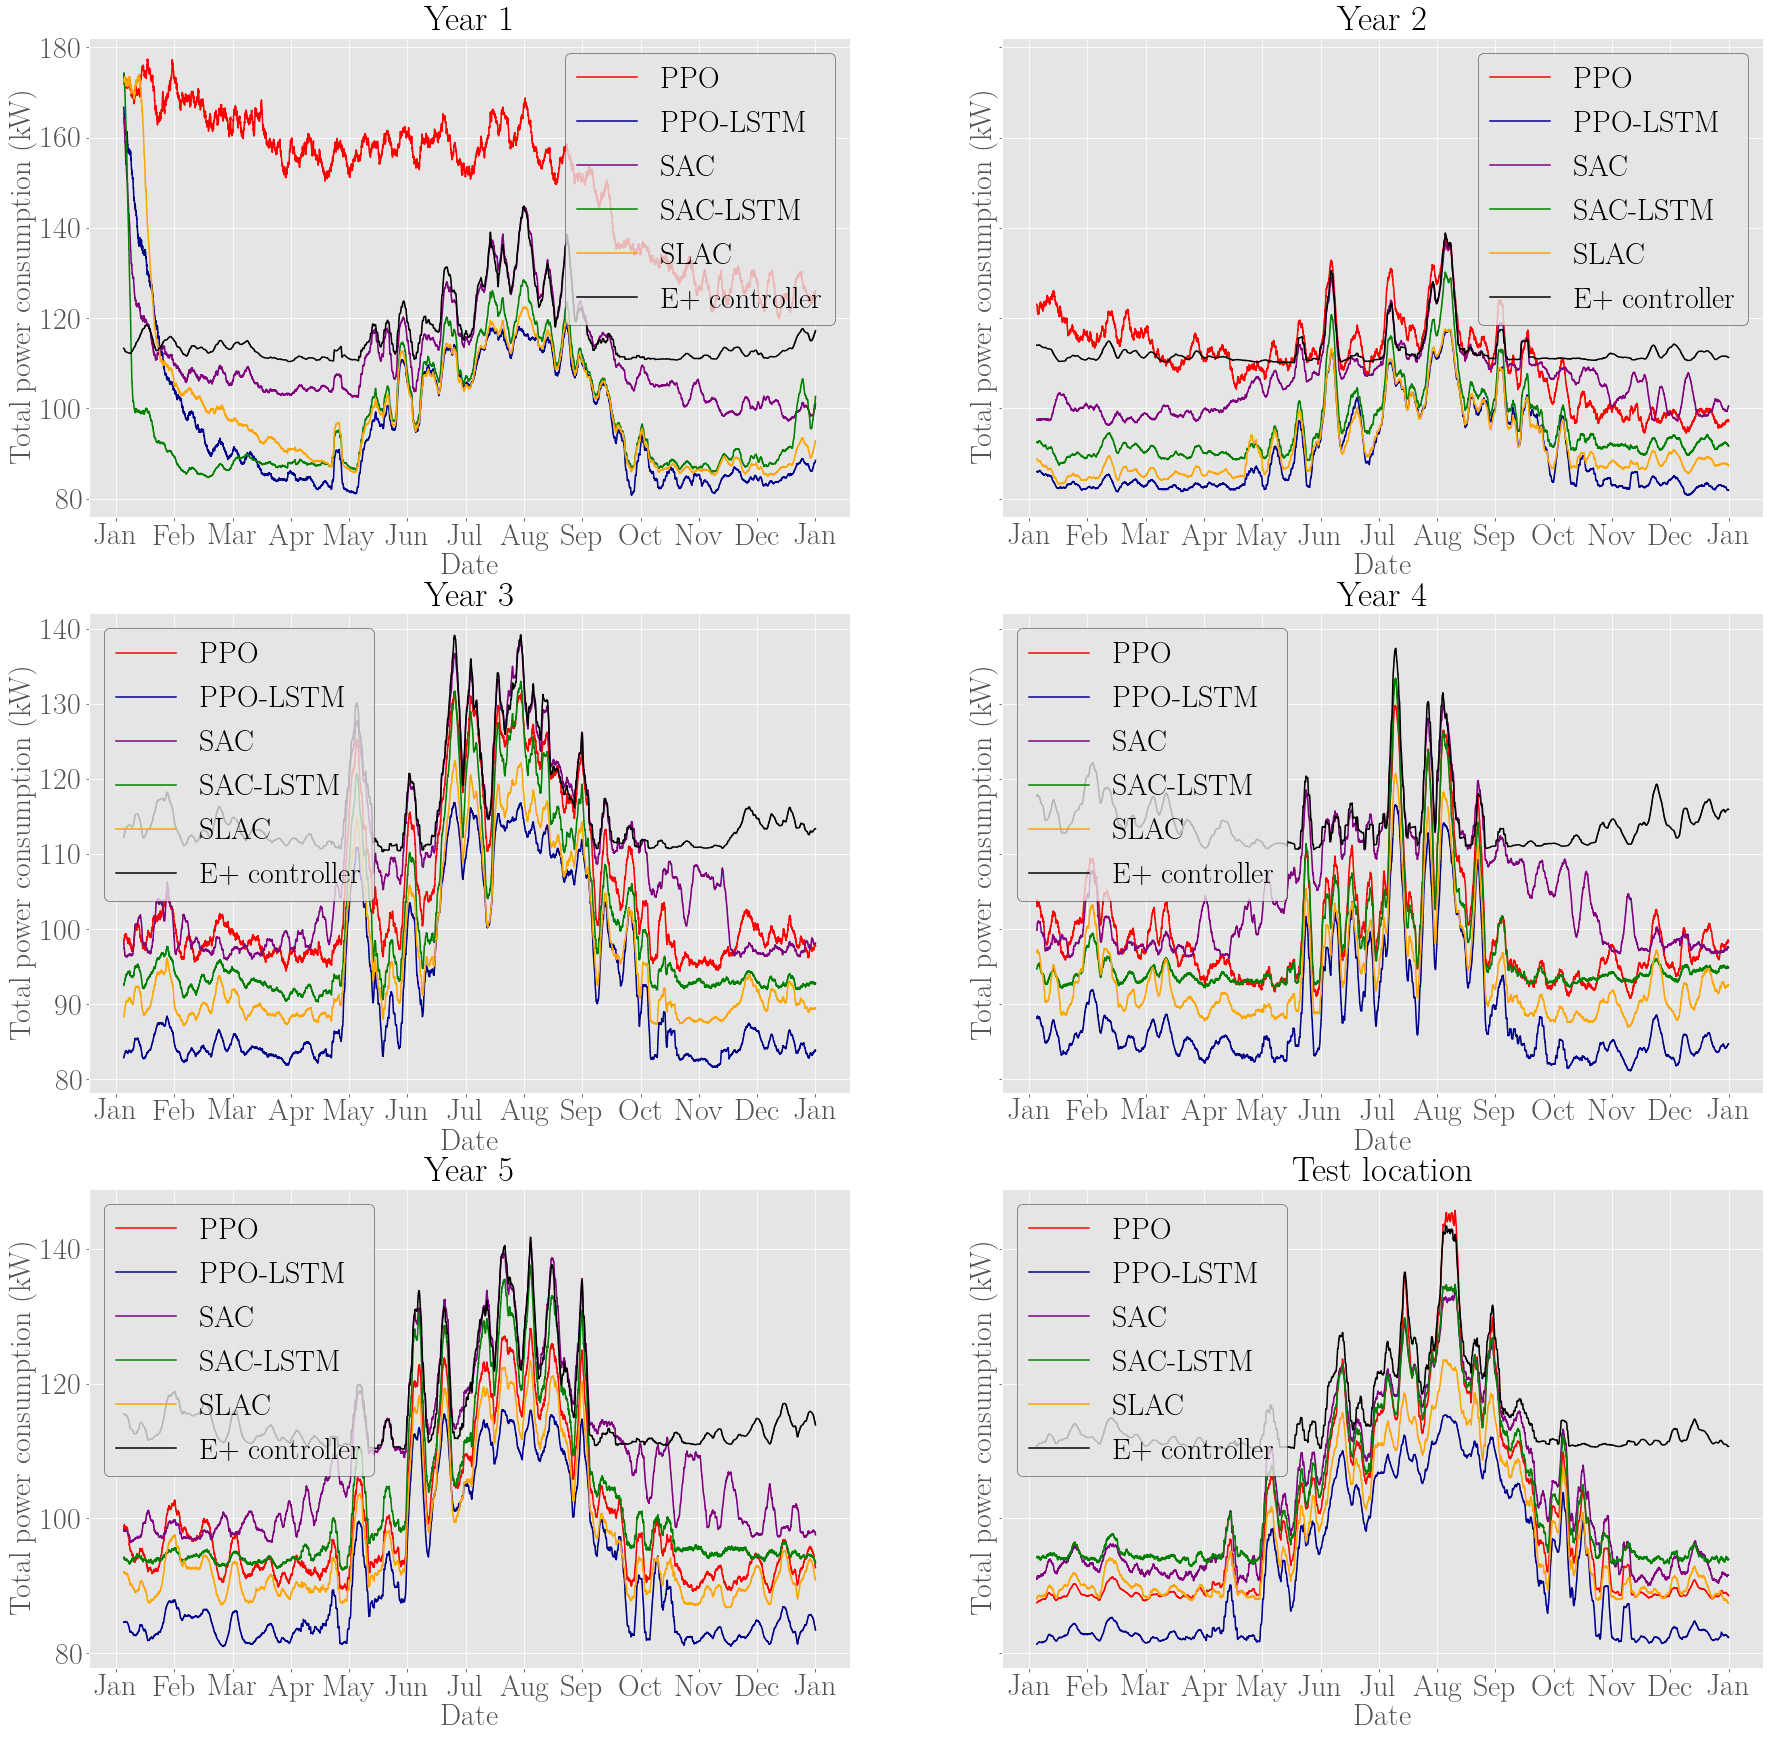 Year 1
Total power consumption (kW)
180
160
140
120
100
80
PPO
PPO-LSTM
SAC
SAC-LSTM
SLAC
E+ controller
Jan Feb Mar Apr May Jun Jul Aug Sep Oct Nov Dec Jan
Date
Year 2
Total power consumption (kW)
PPO
PPO-LSTM
SAC
SAC-LSTM
SLAC
E+ controller
Jan Feb Mar Apr May Jun Jul Aug Sep Oct Nov Dec Jan
Date
Year 3
Total power consumption (kW)
140
130
120
110
100
90
80
PPO
PPO-LSTM
SAC
SAC-LSTM
SLAC
E+ controller
Jan Feb Mar Apr May Jun Jul Aug Sep Oct Nov Dec Jan
Date
Year 4
Total power consumption (kW)
PPO
PPO-LSTM
SAC
SAC-LSTM
SLAC
E+ controller
Jan Feb Mar Apr May Jun Jul Aug Sep Oct Nov Dec Jan
Date
Year 5
Total power consumption (kW)
140
120
100
80
PPO
PPO-LSTM
SAC
SAC-LSTM
SLAC
E+ controller
Jan Feb Mar Apr May Jun Jul Aug Sep Oct Nov Dec Jan
Date
Test location
Total power consumption (kW)
PPO
PPO-LSTM
SAC
SAC-LSTM
SLAC
E+ controller
Jan Feb Mar Apr May Jun Jul Aug Sep Oct Nov Dec Jan
Date